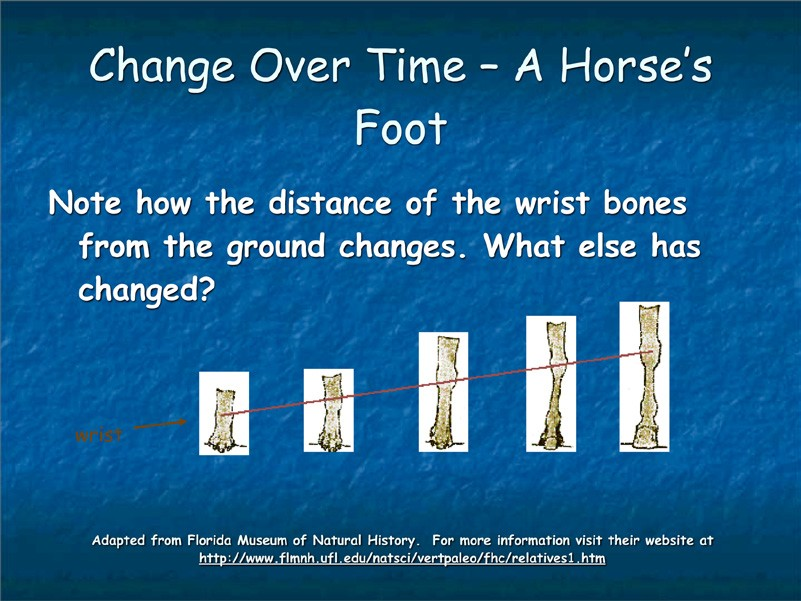 Change Over Time – A Horse's
Foot
Note how the distance of the wrist bones
from the ground changes. What else has
changed?
wrist
Adapted from Florida Museum of Natural History.  For more information visit their website at
http://www.flmnh.ufl.edu/natsci/vertpaleo/fhc/relatives1.htm